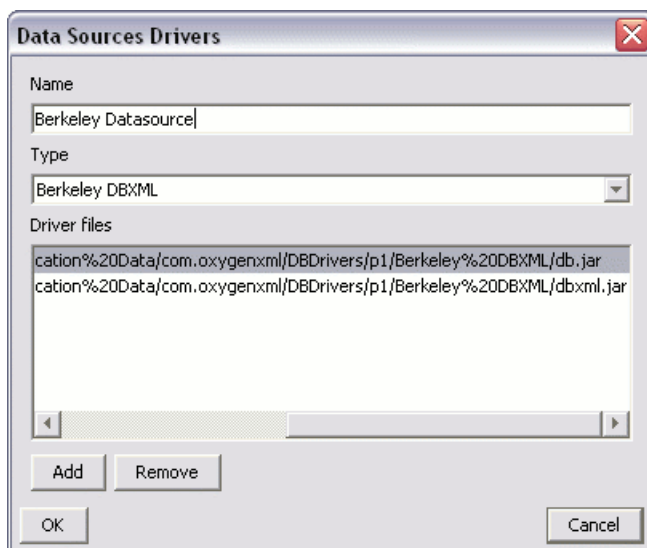 Data Sources Drivers
Name
Berkeley Datasource
Type
Berkeley DBXML
Driver files
cation%20Data/com.oxygenxml/DBDrivers/p1/Berkeley%20DBXML/db.jar
cation%20Data/com.oxygenxml/DBDrivers/p1/Berkeley%20DBXML/dbxml.jar
Add Remove
OK Cancel